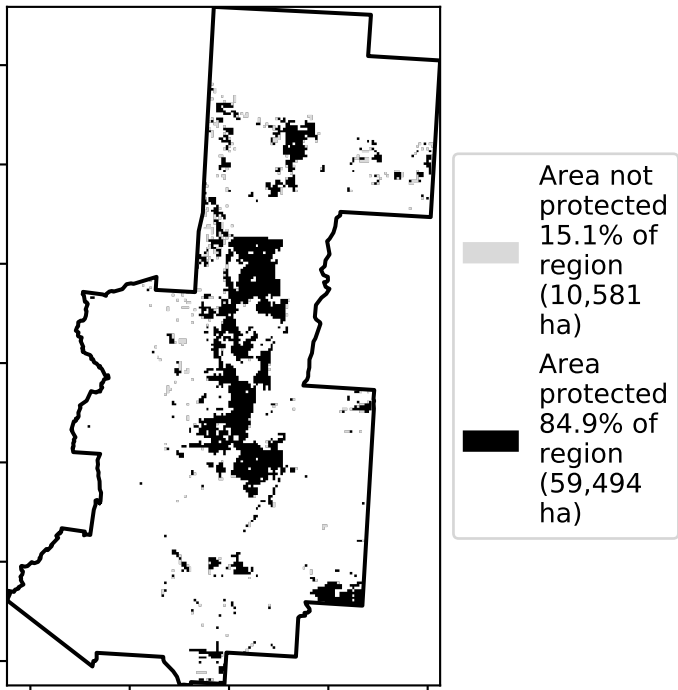 Area not
protected
15.1% of
region
(10,581
ha)
Area
protected
84.9% of
region
(59,494
ha)